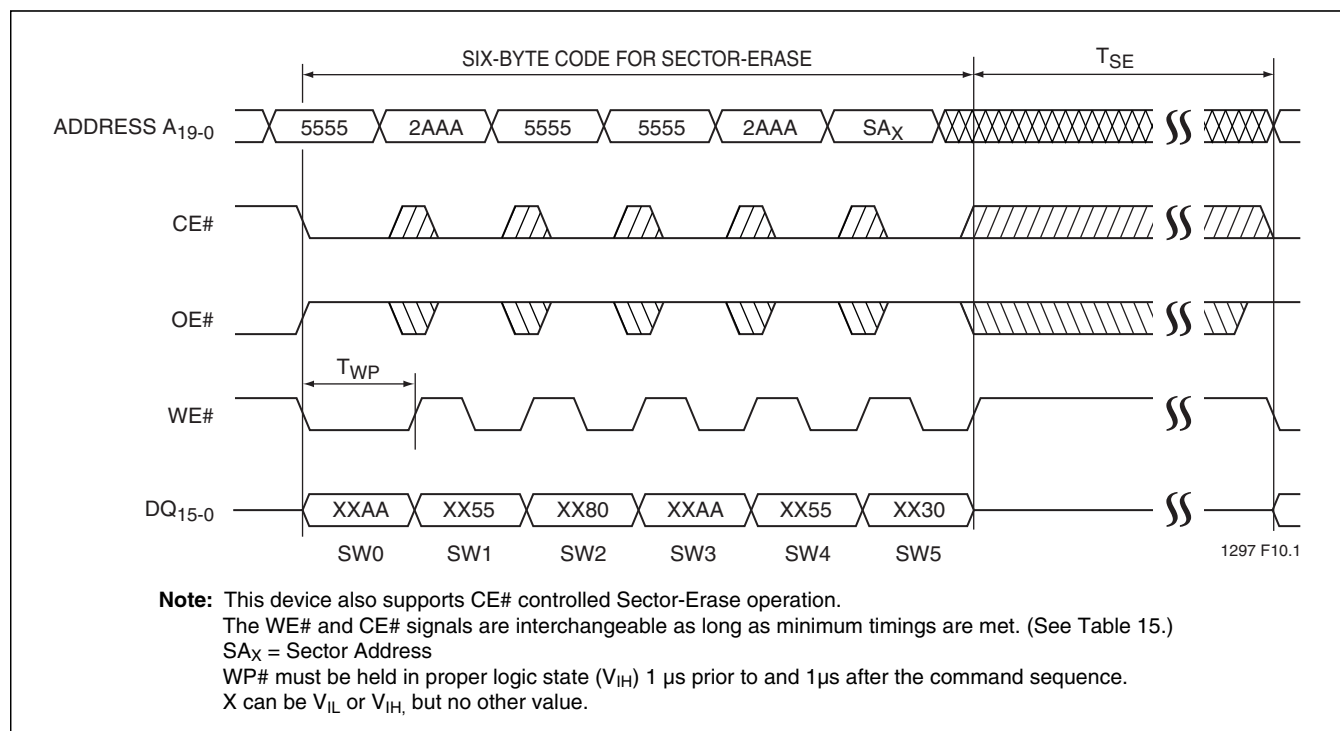 SIX-BYTE CODE FOR SECTOR-ERASE
TSE
ADDRESS A19-0
5555
2AAA
5555
5555
2AAA
SAX
CE#
OE#
TWP
WE#
DQ15-0
XXAA
XX55
XX80
XXAA
XX55
XX30
SW0
SW1
SW2
SW3
SW4
SW5
1297 F10.1
Note: This device also supports CE# controlled Sector-Erase operation.
The WE# and CE# signals are interchangeable as long as minimum timings are met. (See Table 15.)
SAX = Sector Address
WP# must be held in proper logic state (VIH) 1 µs prior to and 1µs after the command sequence.
X can be VIL or VIH, but no other value.